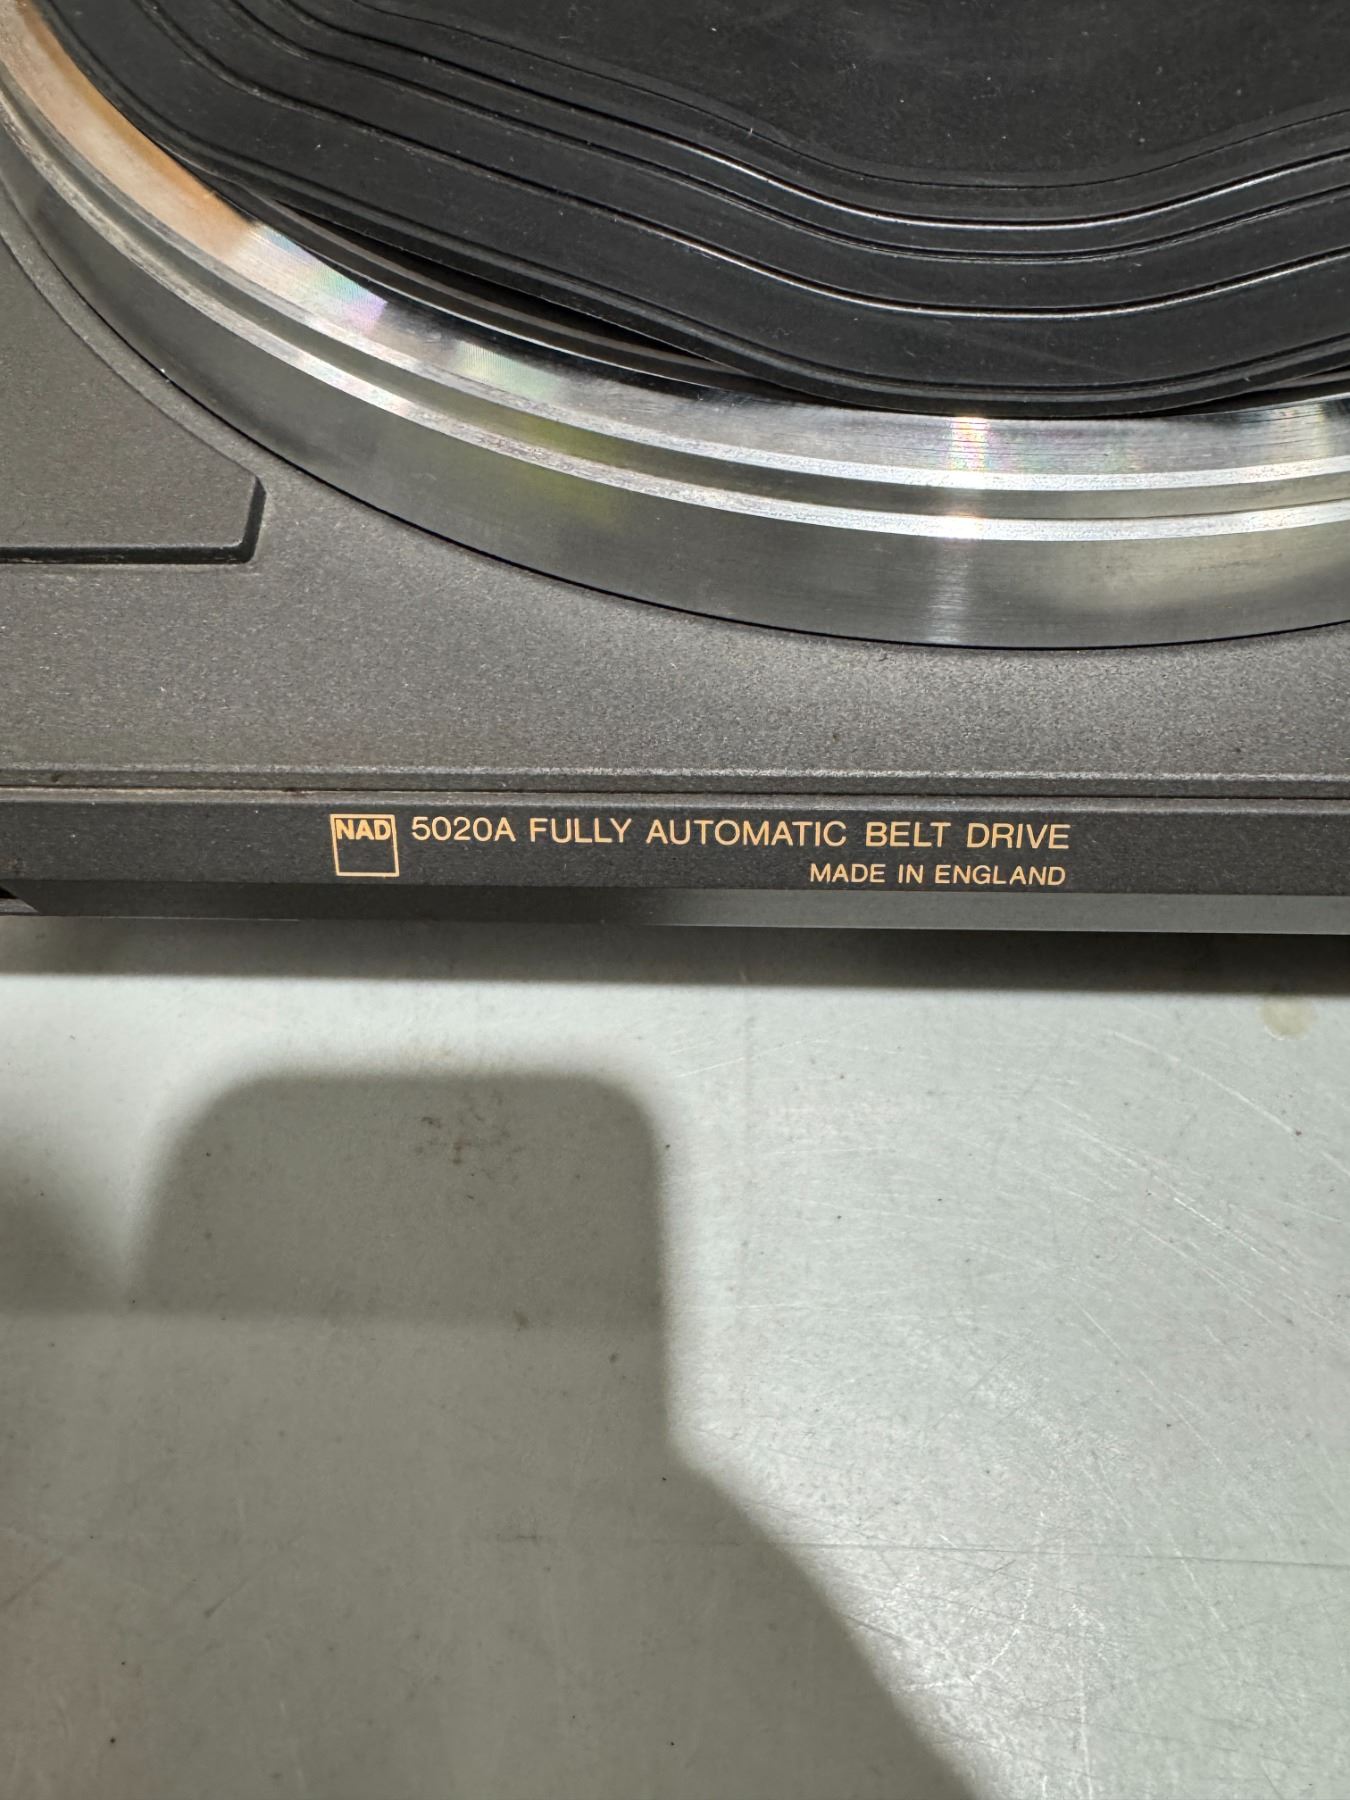 NAD 5020A FULLY AUTOMATIC BELT DRIVE
MADE IN ENGLAND